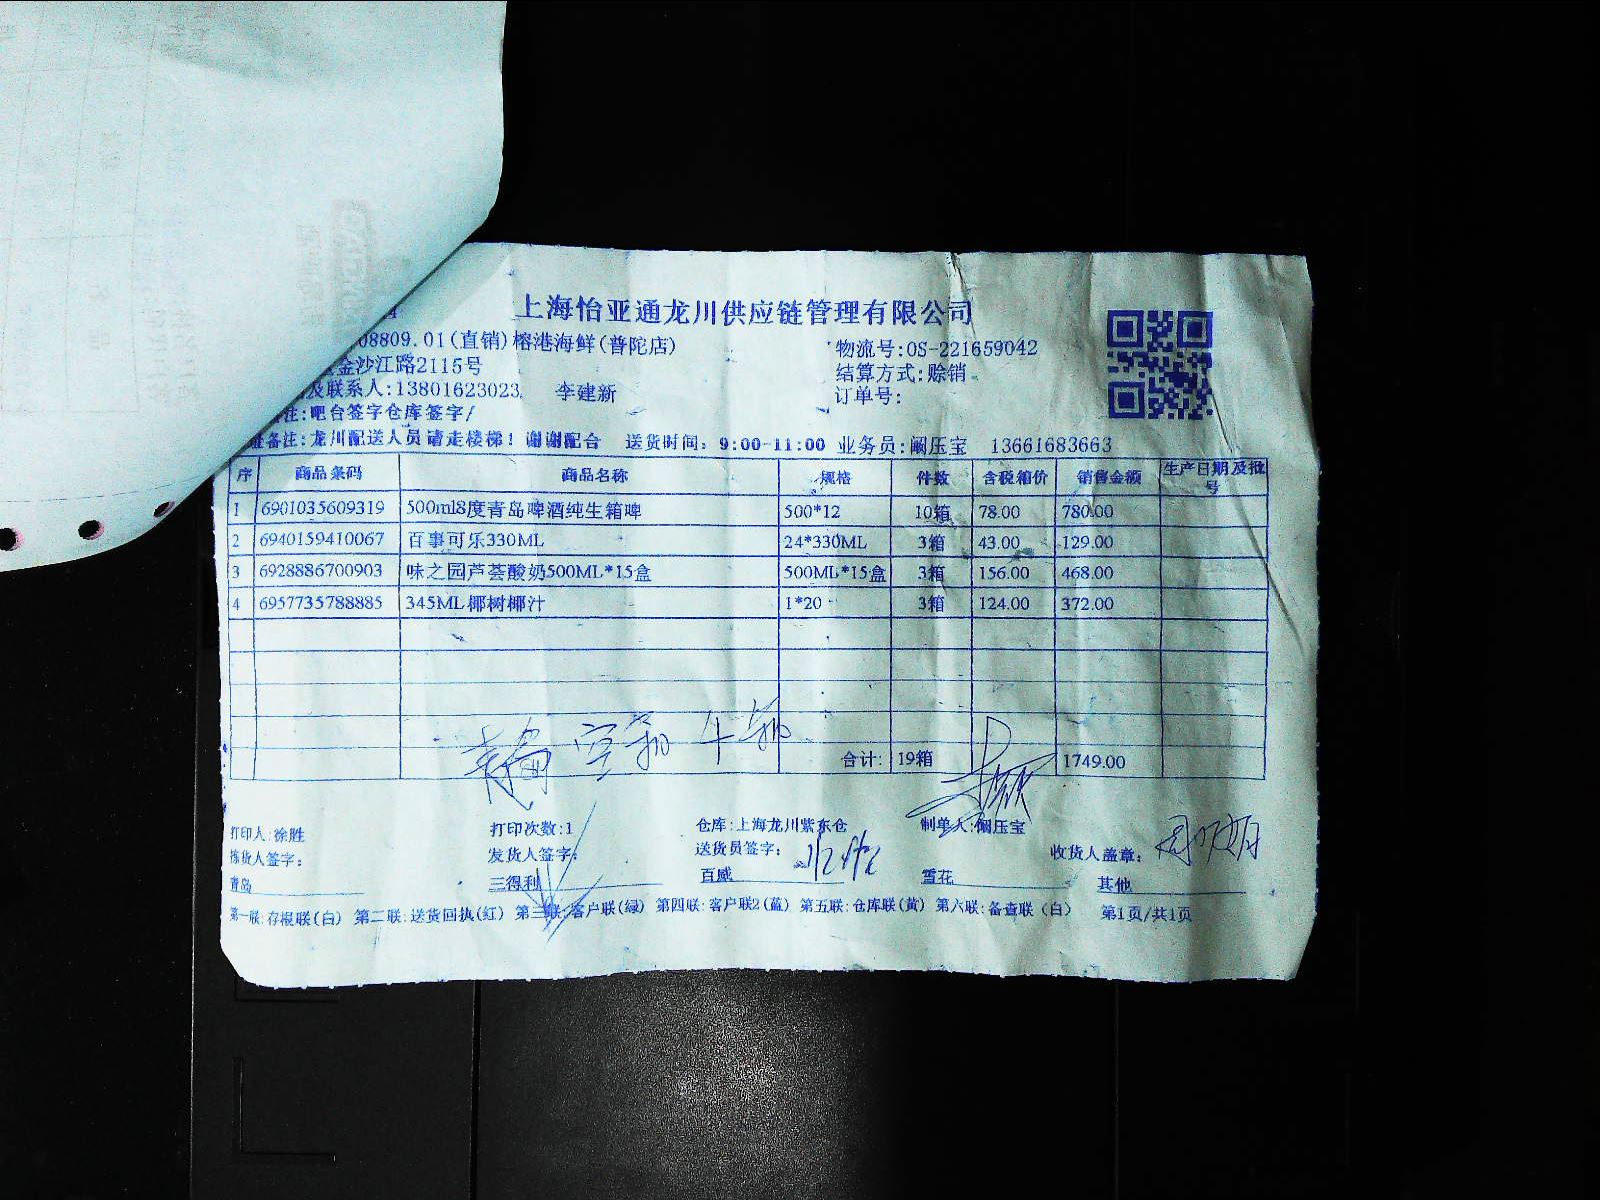 上海怡亚通龙川供应链管理有限公司
08809.01(直销)榕港海鲜(普陀店) 物流号:OS-221659042
金沙江路2115号 结算方式:赊销
及联系人:13801623023, 李建新 订单号:
注:吧台签字仓库签字/
备注:龙川配送人员请走楼梯!谢谢配合 送货时间: 9:00-11:00 业务员:阚压宝 13661683663
序 商品条码 商品名称 规格 件数 含税箱价 销售金额 生产日期及批号
1 6901035609319 500ml8度青岛啤酒纯生箱啤 500*12 10箱 78.00 780.00
2 6940159410067 百事可乐330ML 24*330ML 3箱 43.00 129.00
3 6928886700903 味之园芦荟酸奶500ML*15盒 500ML*15盒 3箱 156.00 468.00
4 6957735788885 345ML椰树椰汁 1*20 3箱 124.00 372.00
合计: 19箱 1749.00
打印人:徐胜 打印次数:1 仓库:上海龙川紫东仓 制单人:阚压宝
拣货人签字: 发货人签字: 送货员签字: 收货人盖章:
青岛 三得利 百威 雪花 其他
第一联:存根联(白) 第二联:送货回执(红) 第三联:客户联(绿) 第四联:客户联2(蓝) 第五联:仓库联(黄) 第六联:备查联(白) 第1页/共1页